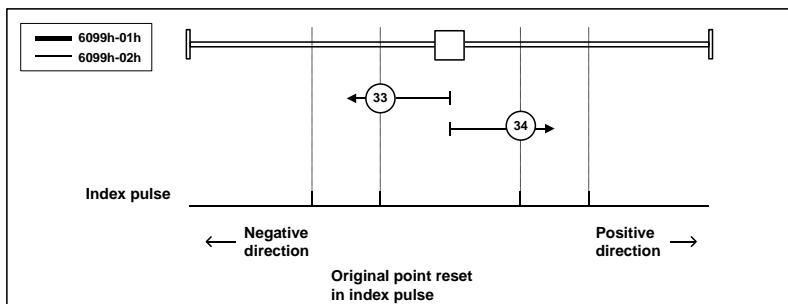 6099h-01h
6099h-02h
33
34
Index pulse
Negative
direction
Positive
direction
Original point reset
in index pulse